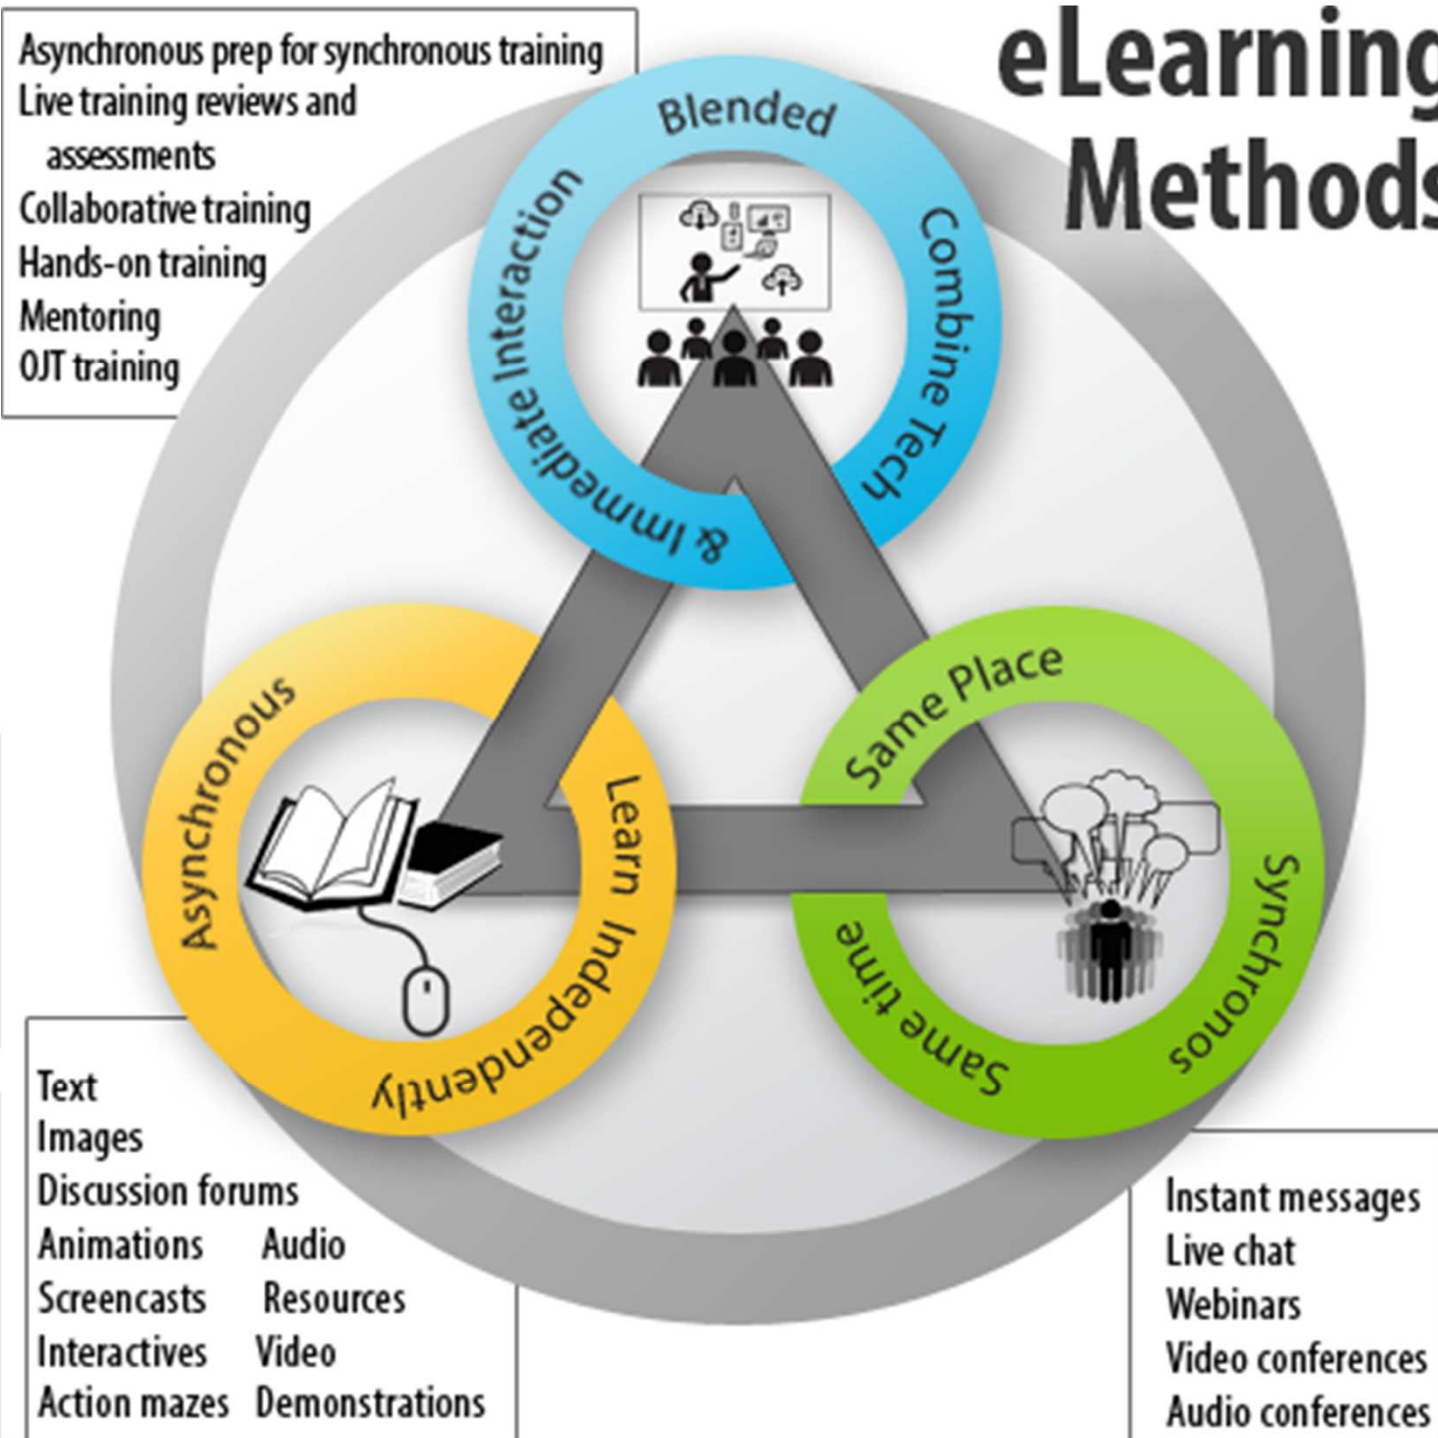 eLearning
Methods
Asynchronous prep for synchronous training
Live training reviews and
assessments
Collaborative training
Hands-on training
Mentoring
OJT training
Blended
Combine Tech
& Immediate Interaction
Asynchronous
Learn Independently
Same Place
Same time
Synchronos
Text
Images
Discussion forums
Animations Audio
Screencasts Resources
Interactives Video
Action mazes Demonstrations
Instant messages
Live chat
Webinars
Video conferences
Audio conferences